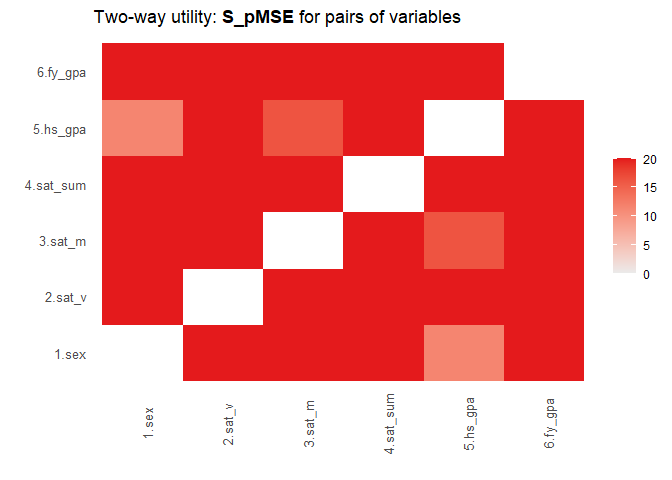 Two-way utility: S_pMSE for pairs of variables
6.fy_gpa
5.hs_gpa
4.sat_sum
3.sat_m
2.sat_v
1.sex
20
15
10
5
0
1.sex
2.sat_v
3.sat_m
4.sat_sum
5.hs_gpa
6.fy_gpa